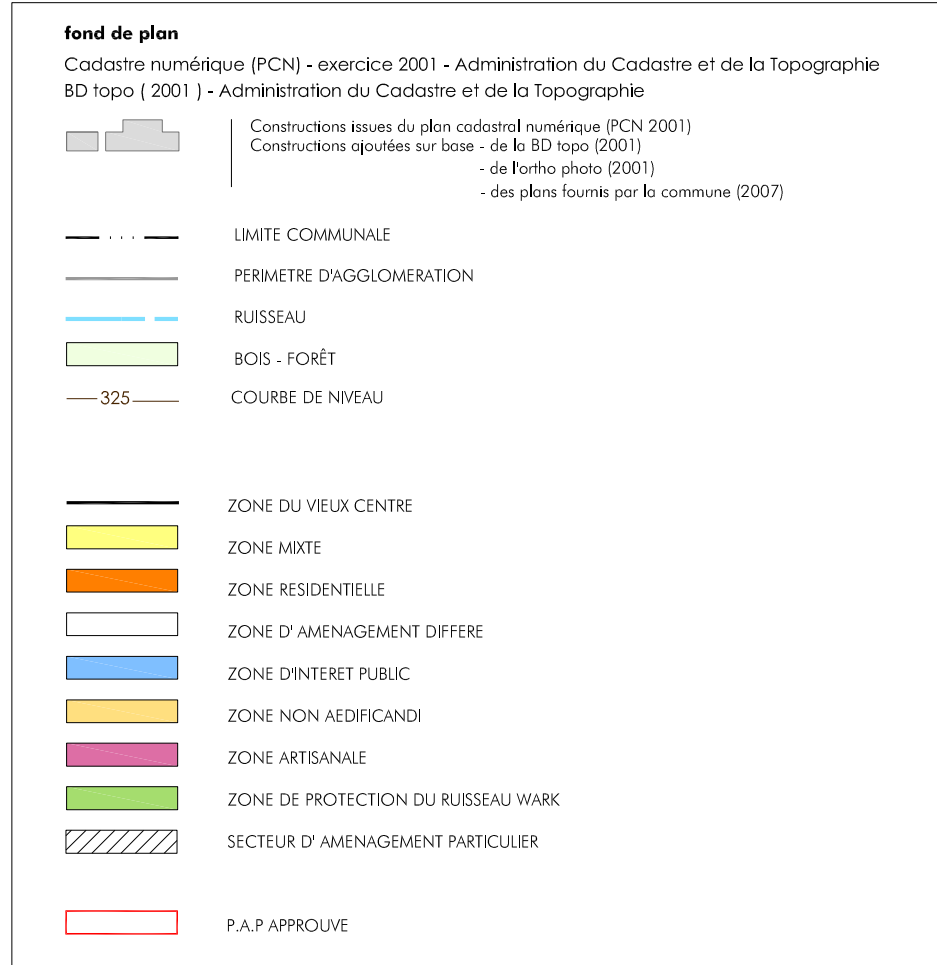 fond de plan
Cadastre numérique (PCN) - exercice 2001 - Administration du Cadastre et de la Topographie
BD topo ( 2001 ) - Administration du Cadastre et de la Topographie
Constructions issues du plan cadastral numérique (PCN 2001)
Constructions ajoutées sur base - de la BD topo (2001)
- de l'ortho photo (2001)
- des plans fournis par la commune (2007)
LIMITE COMMUNALE
PERIMETRE D'AGGLOMERATION
RUISSEAU
BOIS - FORÊT
325 COURBE DE NIVEAU
ZONE DU VIEUX CENTRE
ZONE MIXTE
ZONE RESIDENTIELLE
ZONE D' AMENAGEMENT DIFFERE
ZONE D'INTERET PUBLIC
ZONE NON AEDIFICANDI
ZONE ARTISANALE
ZONE DE PROTECTION DU RUISSEAU WARK
SECTEUR D' AMENAGEMENT PARTICULIER
P.A.P APPROUVE